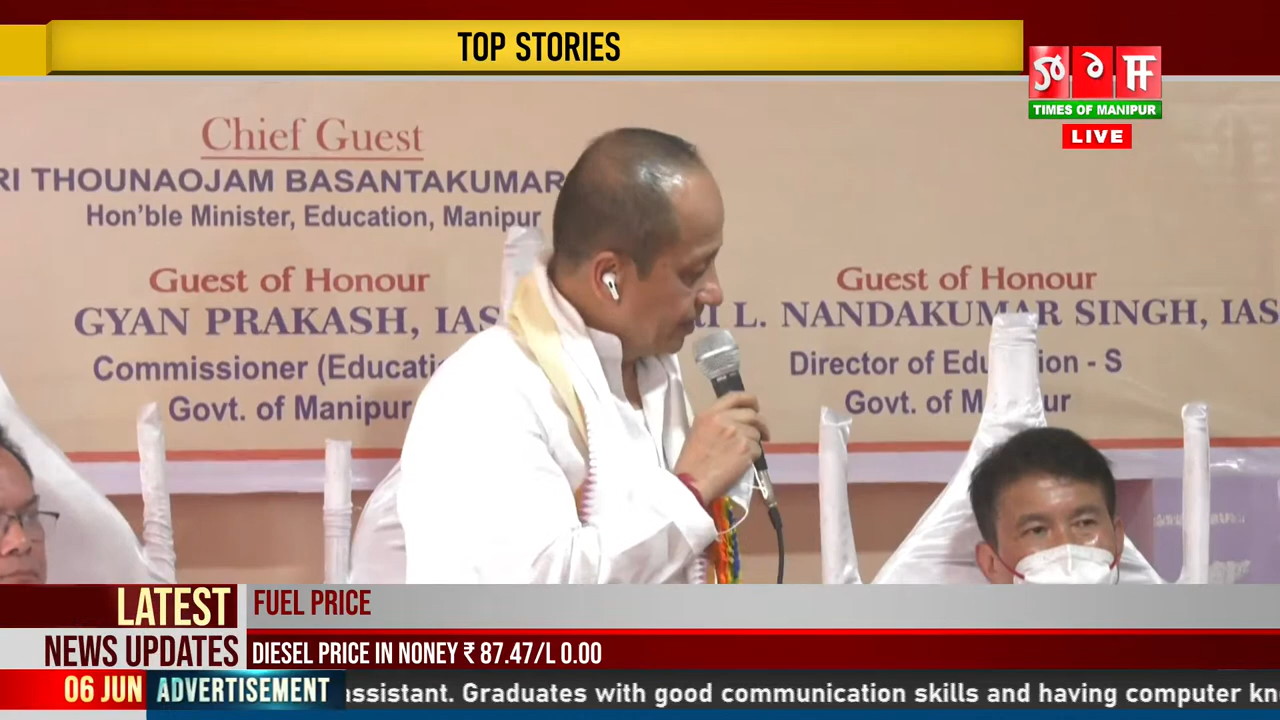 TOP STORIES
ꯇꯣꯝ
TIMES OF MANIPUR
LIVE
Chief Guest
RI THOUNAOJAM BASANTAKUMAR
Hon'ble Minister, Education, Manipur
Guest of Honour
GYAN PRAKASH, IAS
Commissioner (Educati
Govt. of Manipur
Guest of Honour
L. NANDAKUMAR SINGH, IAS
Director of Education - S
Govt. of Manipur
LATEST
NEWS UPDATES
FUEL PRICE
DIESEL PRICE IN NONEY ₹ 87.47/L 0.00
06 JUN
ADVERTISEMENT
ssistant. Graduates with good communication skills and having computer kn